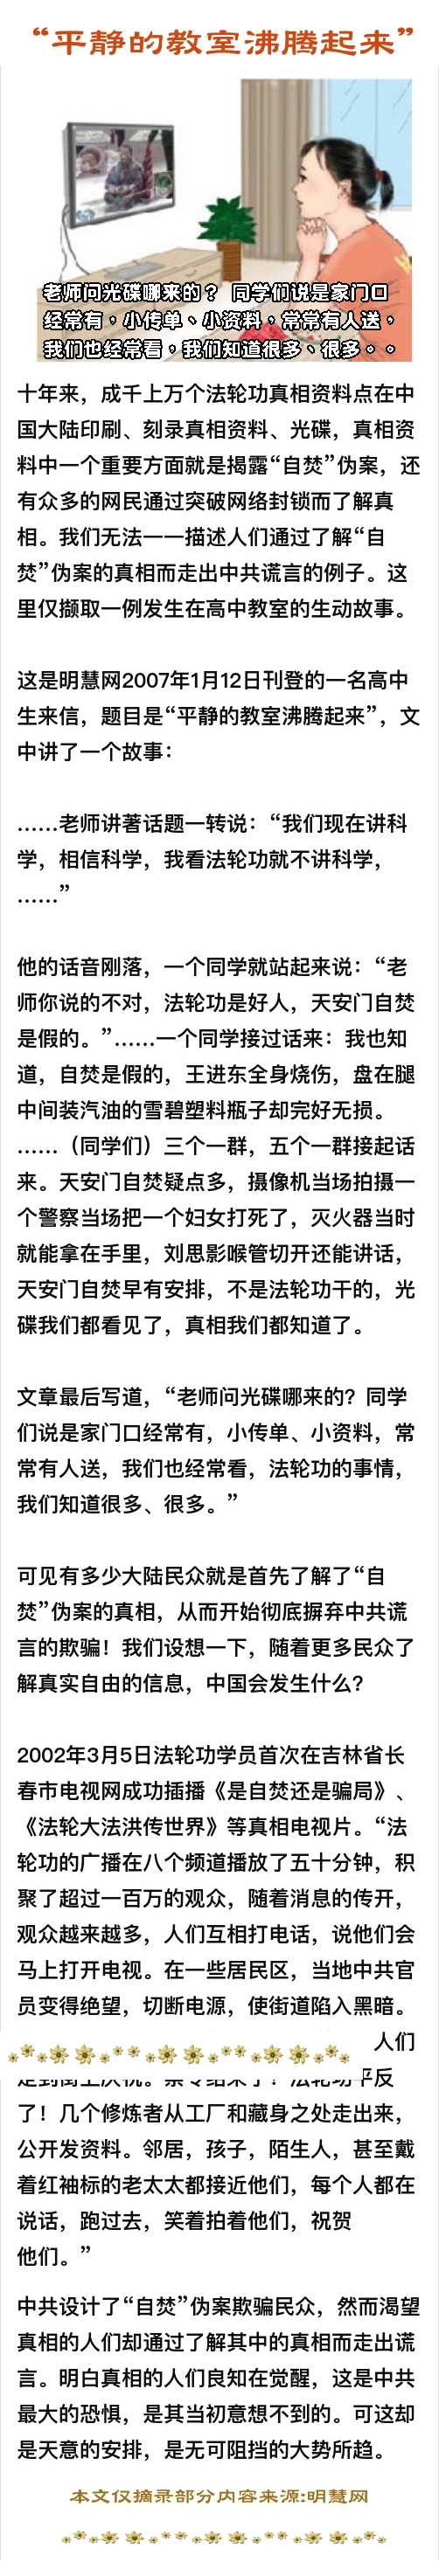 “平静的教室沸腾起来”
老师问光碟哪来的？ 同学们说是家门口
经常有，小传单、小资料，常常有人送，
我们也经常看，我们知道很多、很多。。
十年来，成千上万个法轮功真相资料点在中
国大陆印刷、刻录真相资料、光碟，真相资
料中一个重要方面就是揭露“自焚”伪案，还
有众多的网民通过突破网络封锁而了解真
相。我们无法一一描述人们通过了解“自
焚”伪案的真相而走出中共谎言的例子。这
里仅撷取一例发生在高中教室的生动故事。
这是明慧网2007年1月12日刊登的一名高中
生来信，题目是“平静的教室沸腾起来”，文
中讲了一个故事：
……老师讲著话题一转说：“我们现在讲科
学，相信科学，我看法轮功就不讲科学，
……”
他的话音刚落，一个同学就站起来说：“老
师你说的不对，法轮功是好人，天安门自焚
是假的。”……一个同学接过话来：我也知
道，自焚是假的，王进东全身烧伤，盘在腿
中间装汽油的雪碧塑料瓶子却完好无损。
……（同学们）三个一群，五个一群接起话
来。天安门自焚疑点多，摄像机当场拍摄一
个警察当场把一个妇女打死了，灭火器当时
就能拿在手里，刘思影喉管切开还能讲话，
天安门自焚早有安排，不是法轮功干的，光
碟我们都看见了，真相我们都知道了。
文章最后写道，“老师问光碟哪来的？同学
们说是家门口经常有，小传单、小资料，常
常有人送，我们也经常看，法轮功的事情，
我们知道很多、很多。”
可见有多少大陆民众就是首先了解了“自
焚”伪案的真相，从而开始彻底摒弃中共谎
言的欺骗！我们设想一下，随着更多民众了
解真实自由的信息，中国会发生什么？
2002年3月5日法轮功学员首次在吉林省长
春市电视网成功插播《是自焚还是骗局》、
《法轮大法洪传世界》等真相电视片。“法
轮功的广播在八个频道播放了五十分钟，积
聚了超过一百万的观众，随着消息的传开，
观众越来越多，人们互相打电话，说他们会
马上打开电视。在一些居民区，当地中共官
员变得绝望，切断电源，使街道陷入黑暗。
人们
走到街上庆祝。禁令结束了！法轮功平反
了！几个修炼者从工厂和藏身之处走出来，
公开发资料。邻居，孩子，陌生人，甚至戴
着红袖标的老太太都接近他们，每个人都在
说话，跑过去，笑着拍着他们，祝贺
他们。”
中共设计了“自焚”伪案欺骗民众，然而渴望
真相的人们却通过了解其中的真相而走出谎
言。明白真相的人们良知在觉醒，这是中共
最大的恐惧，是其当初意想不到的。可这却
是天意的安排，是无可阻挡的大势所趋。
本文仅摘录部分内容来源:明慧网